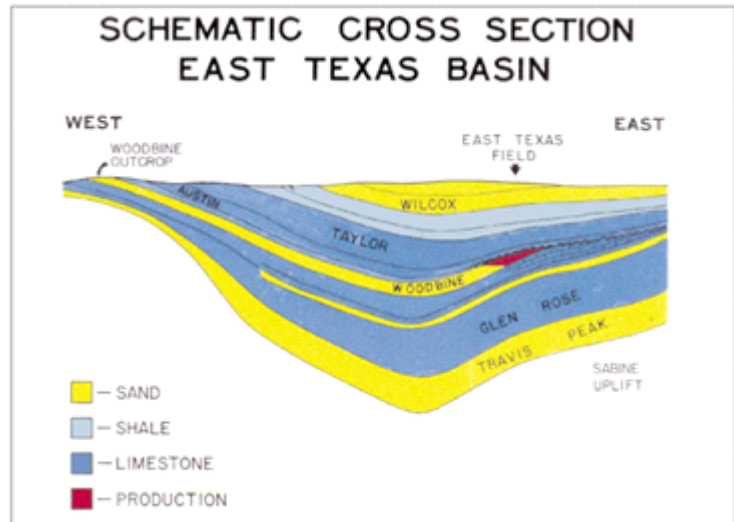 SCHEMATIC CROSS SECTION
EAST TEXAS BASIN
WEST
EAST
WOODBINE
OUTCROP
EAST TEXAS
FIELD
AUSTIN
WILCOX
TAYLOR
WOODBINE
GLEN ROSE
TRAVIS PEAK
SABINE
UPLIFT
— SAND
— SHALE
— LIMESTONE
— PRODUCTION